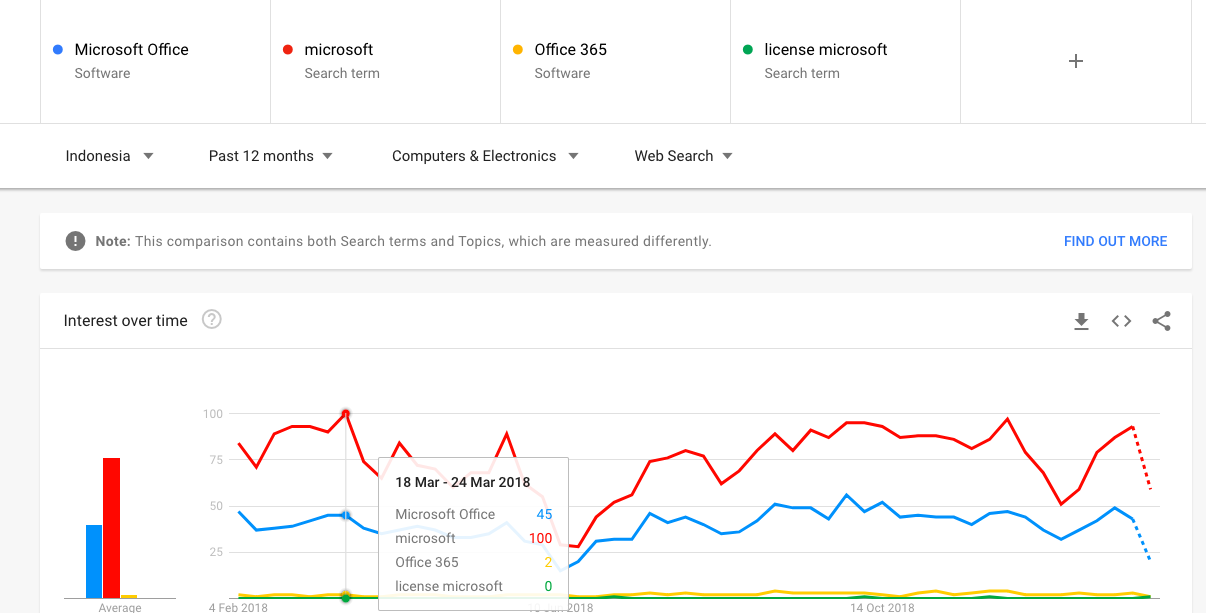 Microsoft Office
Software
microsoft
Search term
Office 365
Software
license microsoft
Search term
Indonesia
Past 12 months
Computers & Electronics
Web Search
Note: This comparison contains both Search terms and Topics, which are measured differently.
FIND OUT MORE
Interest over time
100
75
50
25
18 Mar - 24 Mar 2018
Microsoft Office 45
microsoft 100
Office 365 2
license microsoft 0
Average
4 Feb 2018
2018
14 Oct 2018